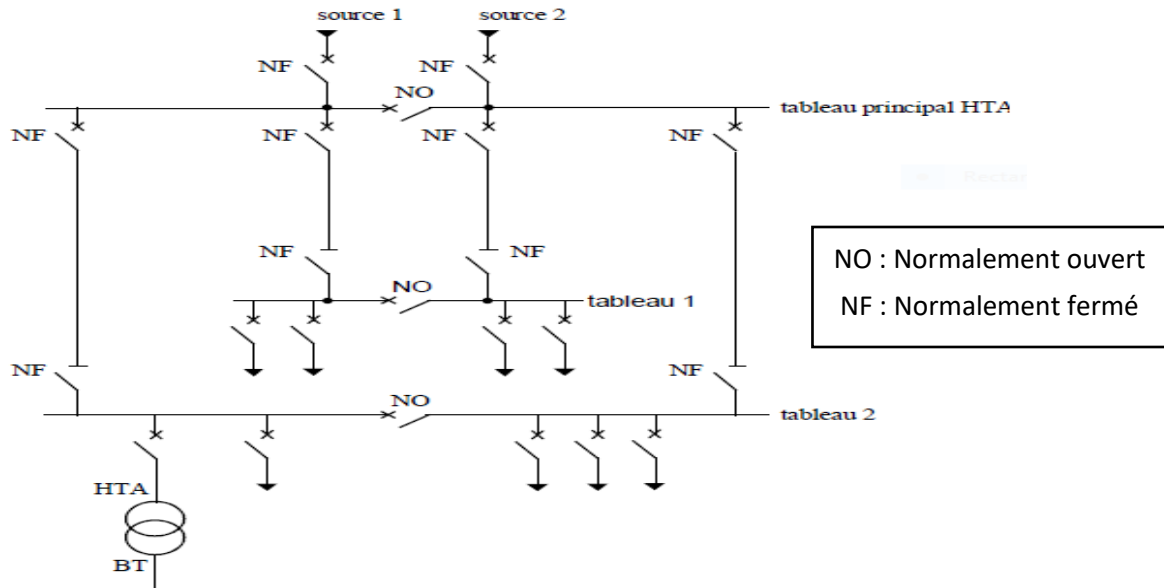 source 1 source 2
NF NF
NO
tableau principal HTA
NF NF NF NF
Rectan
NF NF
NO : Normalement ouvert
NF : Normalement fermé
NO
tableau 1
NF NF
NO
tableau 2
HTA
BT